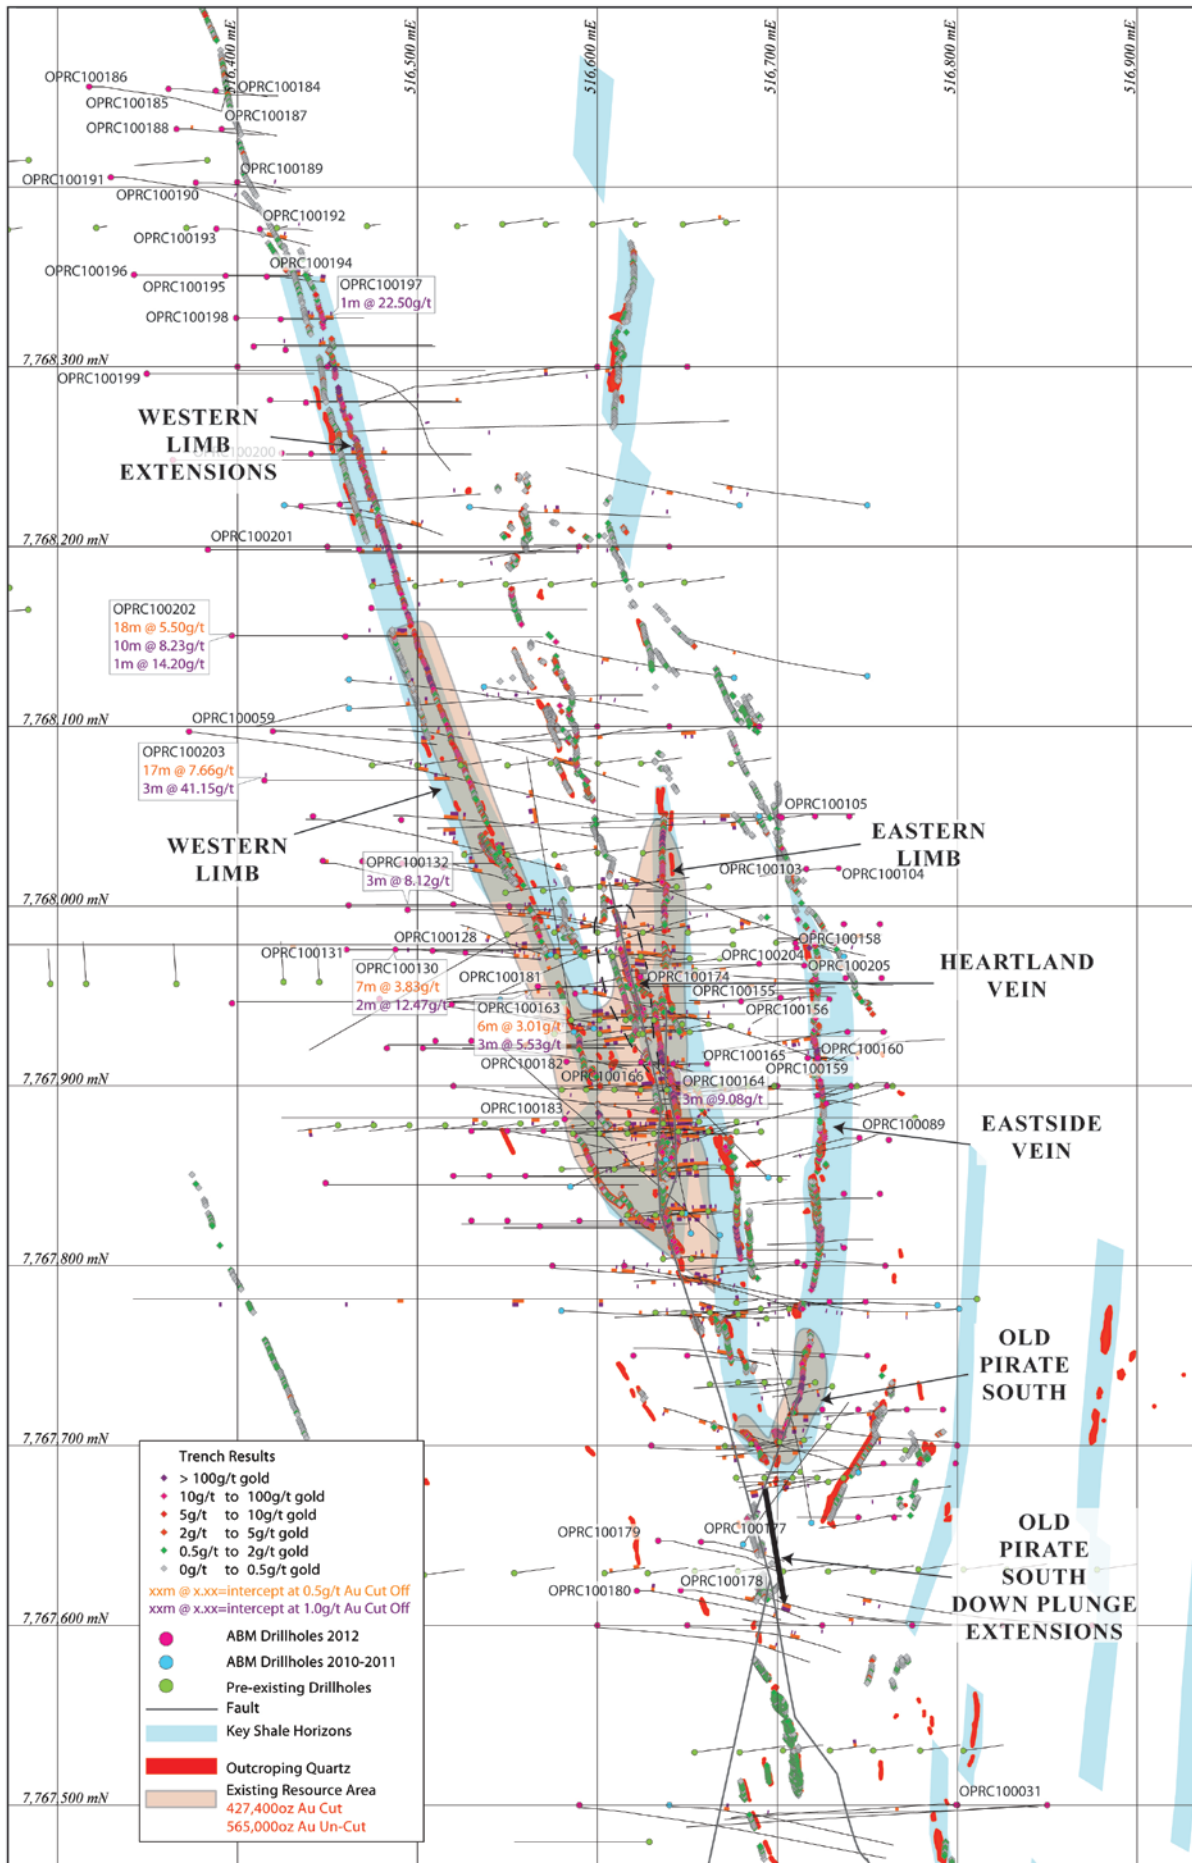 516,400 mE
516,500 mE
516,600 mE
516,700 mE
516,800 mE
516,900 mE
OPRC100186
OPRC100184
OPRC100185
OPRC100187
OPRC100188
OPRC100189
OPRC100191
OPRC100190
OPRC100192
OPRC100193
OPRC100194
OPRC100196
OPRC100195
OPRC100197
1m @ 22.50g/t
OPRC100198
7,768,300 mN
OPRC100199
WESTERN
LIMB
EXTENSIONS
OPRC100200
7,768,200 mN
OPRC100201
OPRC100202
18m @ 5.50g/t
10m @ 8.23g/t
1m @ 14.20g/t
7,768,100 mN
OPRC100059
OPRC100203
17m @ 7.66g/t
3m @ 41.15g/t
OPRC100105
WESTERN
LIMB
EASTERN
LIMB
OPRC100132
3m @ 8.12g/t
OPRC100103
OPRC100104
7,768,000 mN
OPRC100131
OPRC100128
OPRC100158
OPRC100204
OPRC100205
OPRC100130
7m @ 3.83g/t
2m @ 12.47g/t
OPRC100181
OPRC100174
OPRC100155
OPRC100156
HEARTLAND
VEIN
OPRC100163
6m @ 3.01g/t
3m @ 5.53g/t
OPRC100182
OPRC100166
OPRC100165
OPRC100160
OPRC100159
7,767,900 mN
OPRC100164
3m @9.08g/t
OPRC100183
OPRC100089
EASTSIDE
VEIN
7,767,800 mN
OLD
PIRATE
SOUTH
7,767,700 mN
OPRC100179
OPRC100177
OPRC100180
OPRC100178
OLD
PIRATE
SOUTH
DOWN PLUNGE
EXTENSIONS
7,767,600 mN
OPRC100031
7,767,500 mN
Trench Results
> 100g/t gold
10g/t to 100g/t gold
5g/t to 10g/t gold
2g/t to 5g/t gold
0.5g/t to 2g/t gold
0g/t to 0.5g/t gold
xxm @ x.xx=intercept at 0.5g/t Au Cut Off
xxm @ x.xx=intercept at 1.0g/t Au Cut Off
ABM Drillholes 2012
ABM Drillholes 2010-2011
Pre-existing Drillholes
Fault
Key Shale Horizons
Outcroping Quartz
Existing Resource Area
427,400oz Au Cut
565,000oz Au Un-Cut